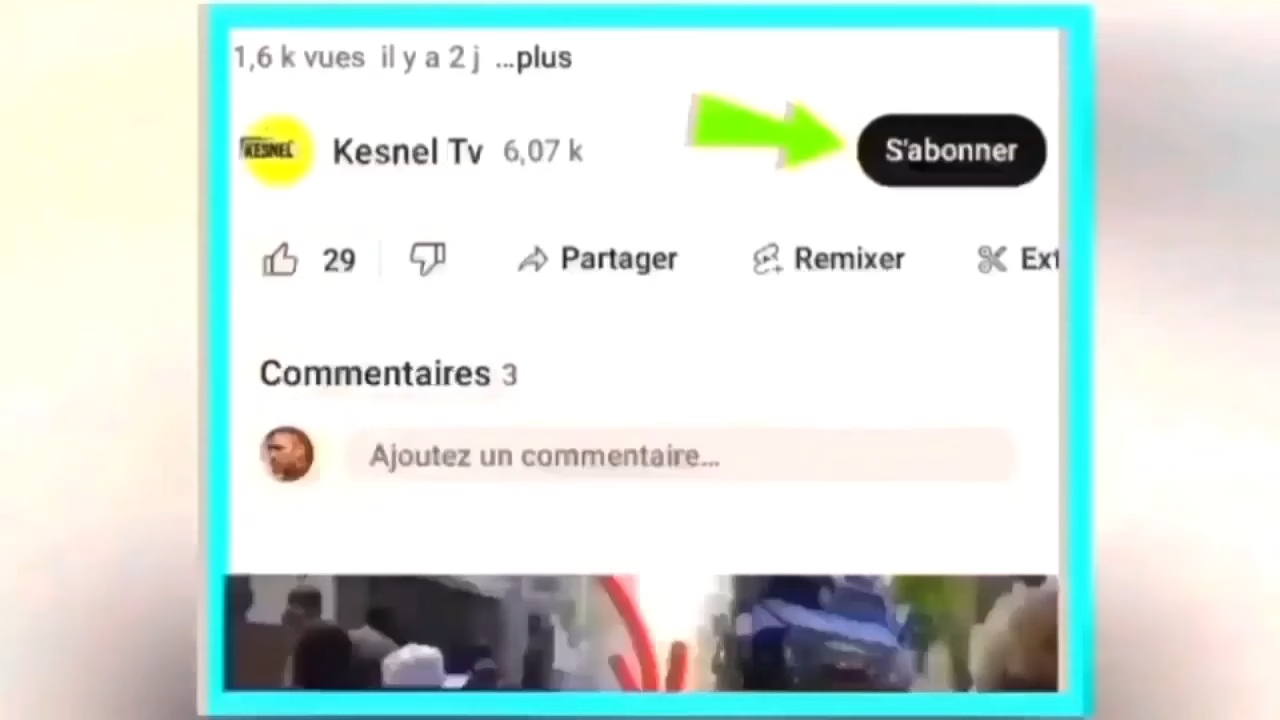 1,6 k vues il y a 2 j ...plus
KESNEL
Kesnel Tv 6,07 k
S'abonner
29
Partager
Remixer
Ext
Commentaires 3
Ajoutez un commentaire...